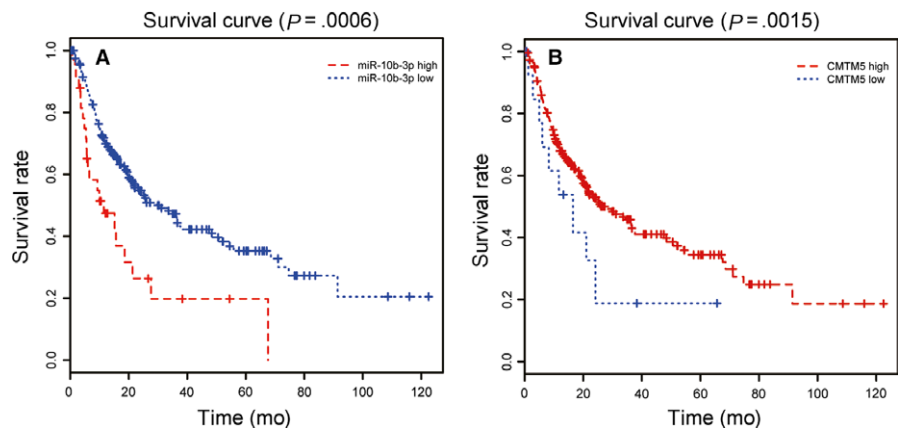 Survival curve (P = .0006)
A
miR-10b-3p high
miR-10b-3p low
Survival rate
1.0
0.8
0.6
0.4
0.2
0.0
0 20 40 60 80 100 120
Time (mo)
Survival curve (P = .0015)
B
CMTM5 high
CMTM5 low
Survival rate
1.0
0.8
0.6
0.4
0.2
0.0
0 20 40 60 80 100 120
Time (mo)